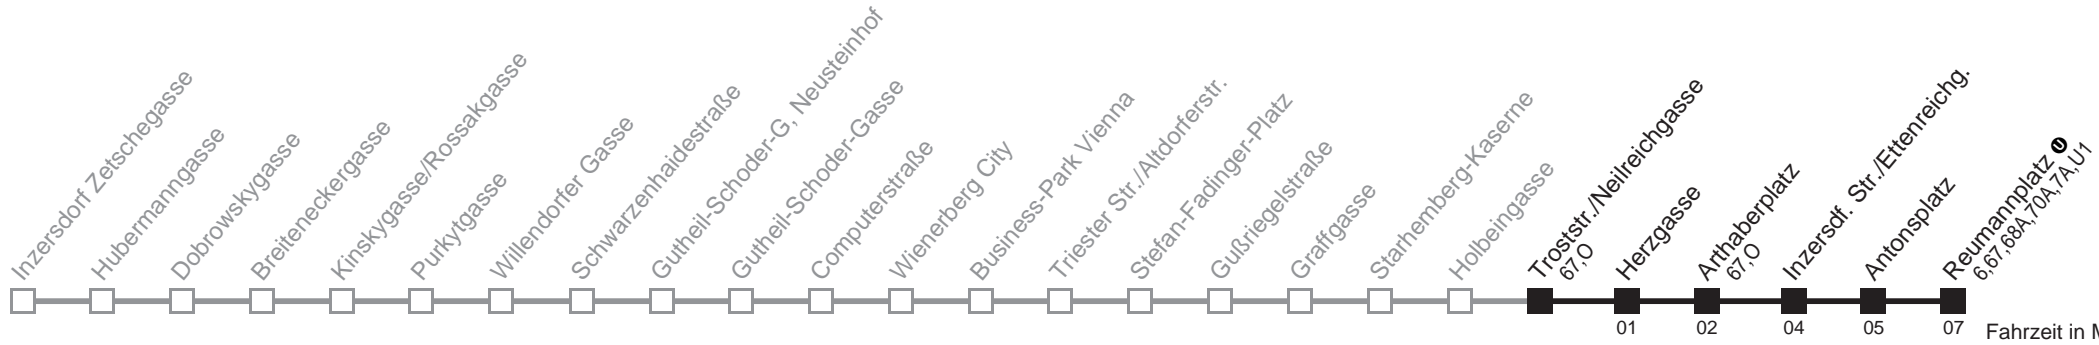 Inzersdorf Zetschegasse
Hubermanngasse
Dobrowskygasse
Breiteneckergasse
Kinskygasse/Rossakgasse
Purkytgasse
Willendorfer Gasse
Schwarzenhaidestraße
Gutheil-Schoder-G, Neusteinhof
Gutheil-Schoder-Gasse
Computerstraße
Wienerberg City
Business-Park Vienna
Triester Str./Altdorferstr.
Stefan-Fadinger-Platz
Gußriegelstraße
Graffgasse
Starhemberg-Kaserne
Holbeingasse
Troststr./Neilreichgasse
67,O
Herzgasse
Arthaberplatz
67,O
Inzersdf. Str./Ettenreichg.
Antonsplatz
Reumannplatz U
6,67,68A,70A,7A,U1
01 02 04 05 07 Fahrzeit in M